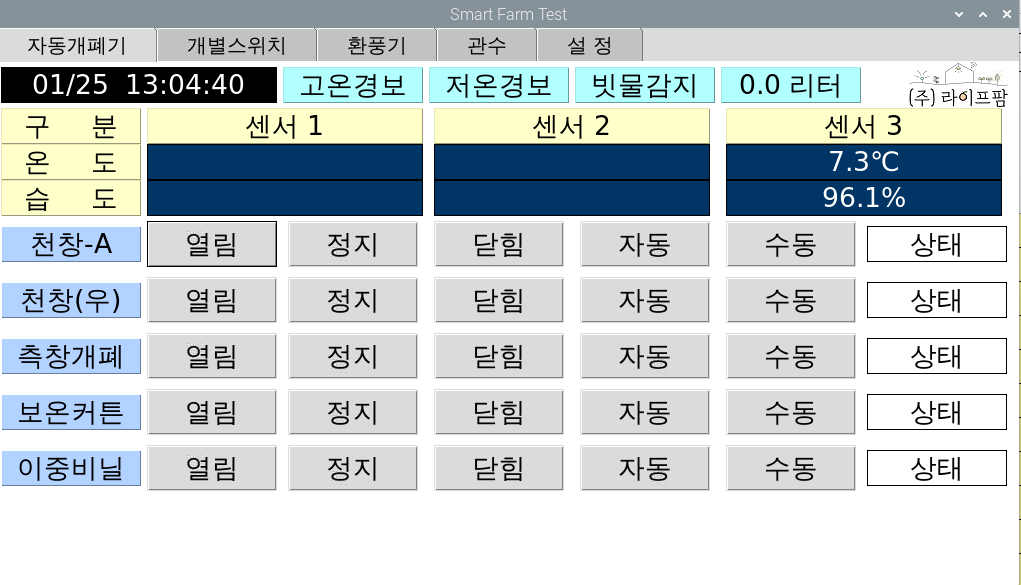 Smart Farm Test
자동개폐기 개별스위치 환풍기 관수 설 정
01/25 13:04:40 고온경보 저온경보 빗물감지 0.0 리터 (주) 라이프팜
구 분 센서 1 센서 2 센서 3
온 도 7.3℃
습 도 96.1%
천창-A 열림 정지 닫힘 자동 수동 상태
천창(우) 열림 정지 닫힘 자동 수동 상태
측창개폐 열림 정지 닫힘 자동 수동 상태
보온커튼 열림 정지 닫힘 자동 수동 상태
이중비닐 열림 정지 닫힘 자동 수동 상태